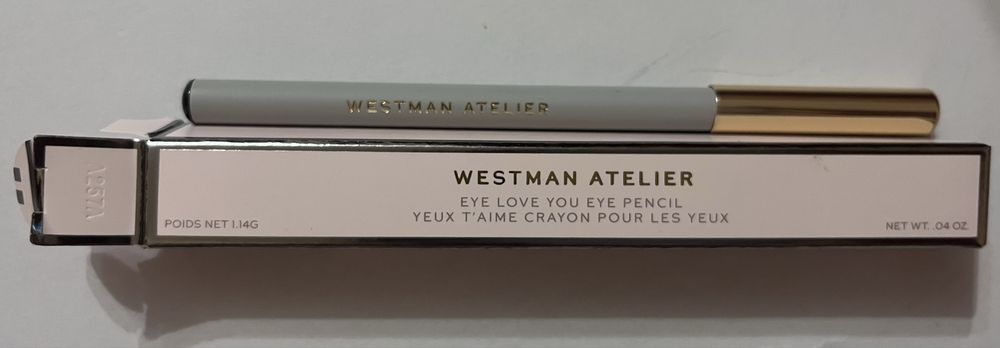 WESTMAN ATELIER
WESTMAN ATELIER
EYE LOVE YOU EYE PENCIL
YEUX T'AIME CRAYON POUR LES YEUX
POIDS NET 1.14G
NET WT. .04 OZ.
A257A